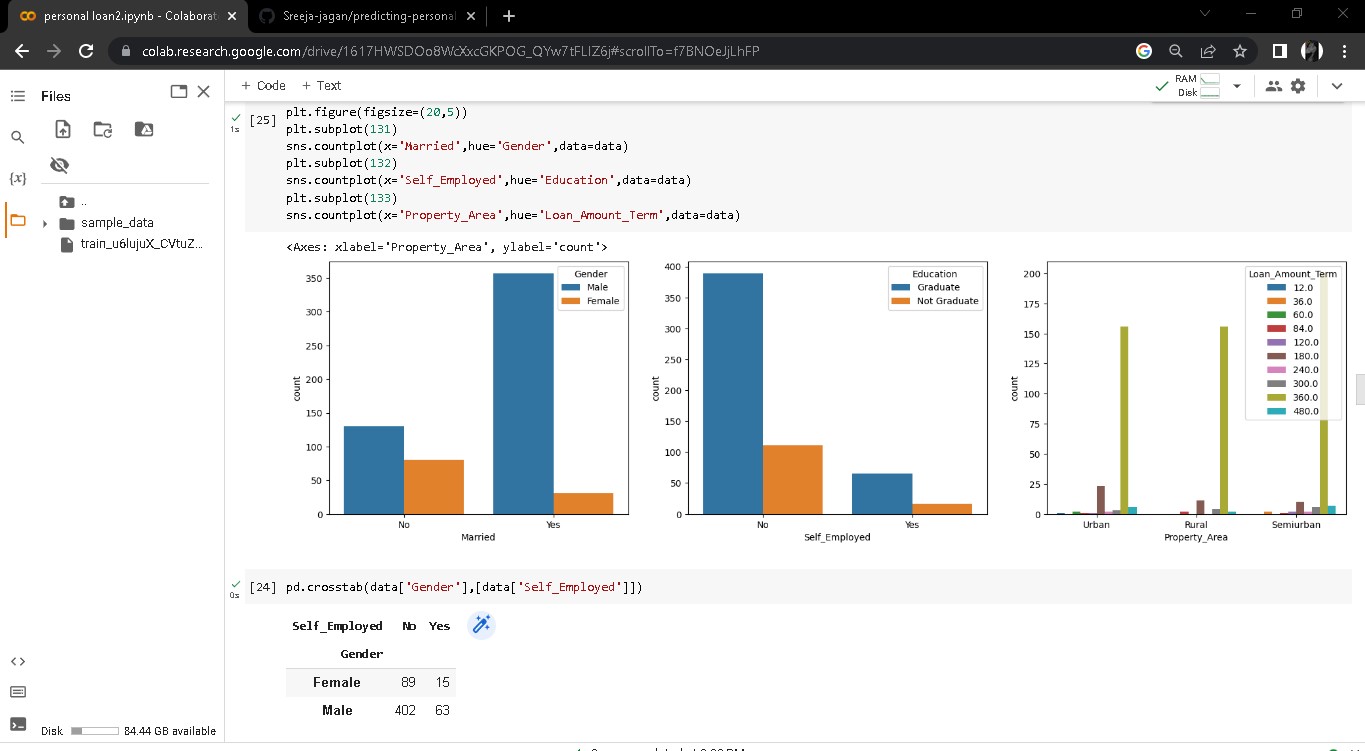 personal loan2.ipynb - Colaborat
Sreeja-jagan/predicting-personal
colab.research.google.com/drive/1617HWSDOo8WcXxcGKPOG_QYw7tFLIZ6j#scrollTo=f7BNOeJjLhFP
Files
+ Code + Text
RAM
Disk
{x}
..
sample_data
train_u6lujuX_CVtuZ...
[25]
1s
plt.figure(figsize=(20,5))
plt.subplot(131)
sns.countplot(x='Married',hue='Gender',data=data)
plt.subplot(132)
sns.countplot(x='Self_Employed',hue='Education',data=data)
plt.subplot(133)
sns.countplot(x='Property_Area',hue='Loan_Amount_Term',data=data)
<Axes: xlabel='Property_Area', ylabel='count'>
Gender
Male
Female
350
300
250
200
150
100
50
0
count
No Yes
Married
Education
Graduate
Not Graduate
400
350
300
250
200
150
100
50
0
count
No Yes
Self_Employed
Loan_Amount_Term
12.0
36.0
60.0
84.0
120.0
180.0
240.0
300.0
360.0
480.0
200
175
150
125
100
75
50
25
0
count
Urban Rural Semiurban
Property_Area
[24] pd.crosstab(data['Gender'],[data['Self_Employed']])
0s
Self_Employed No Yes
Gender
Female 89 15
Male 402 63
Disk 84.44 GB available